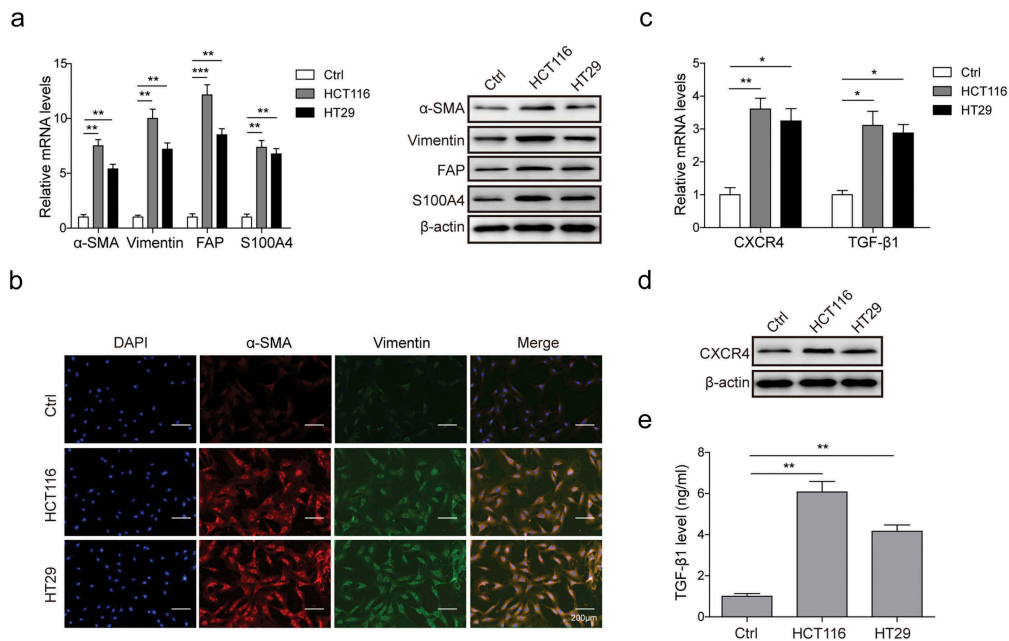 a
Relative mRNA levels
15
10
5
0
** ** ** ** *** ** ** **
α-SMA Vimentin FAP S100A4
Ctrl
HCT116
HT29
Ctrl HCT116 HT29
α-SMA
Vimentin
FAP
S100A4
β-actin
c
Relative mRNA levels
5
4
3
2
1
0
** * * *
CXCR4 TGF-β1
Ctrl
HCT116
HT29
b
DAPI α-SMA Vimentin Merge
Ctrl
HCT116
HT29
200μm
d
Ctrl HCT116 HT29
CXCR4
β-actin
e
TGF-β1 level (ng/ml)
8
6
4
2
0
**
**
Ctrl HCT116 HT29